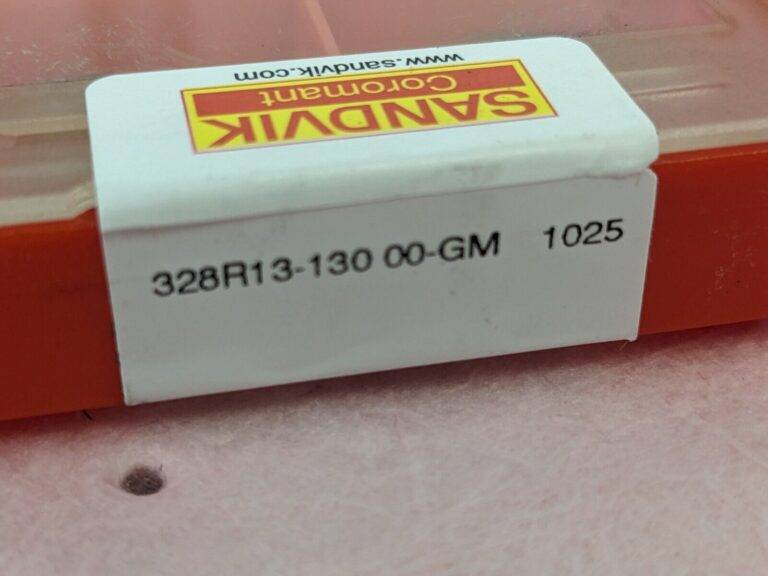 www.sandvik.com
SANDVIK
Coromant
328R13-130 00-GM 1025